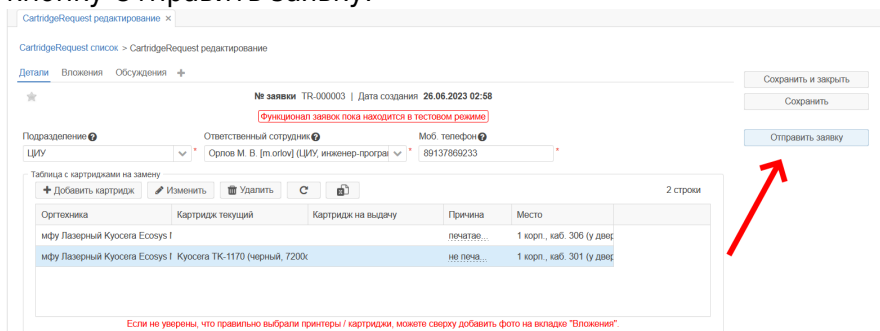 CartridgeRequest редактирование ×
CartridgeRequest список > CartridgeRequest редактирование
Детали Вложения Обсуждения +
Сохранить и закрыть
№ заявки TR-000003 | Дата создания 26.06.2023 02:58
Сохранить
Функционал заявок пока находится в тестовом режиме
Подразделение Ответственный сотрудник Моб. телефон
Отправить заявку
ЦИУ * Орлов М. В. [m.orlov] (ЦИУ, инженер-програ * 89137869233 *
Таблица с картриджами на замену
+ Добавить картридж Изменить Удалить 2 строки
Оргтехника Картридж текущий Картридж на выдачу Причина Место
мфу Лазерный Kyocera Ecosys печатае... 1 корп., каб. 306 (у двер
мфу Лазерный Kyocera Ecosys Kyocera TK-1170 (черный, 7200 не печа... 1 корп., каб. 301 (у двер
Если не уверены, что правильно выбрали принтеры / картриджи, можете сверху добавить фото на вкладке "Вложения".